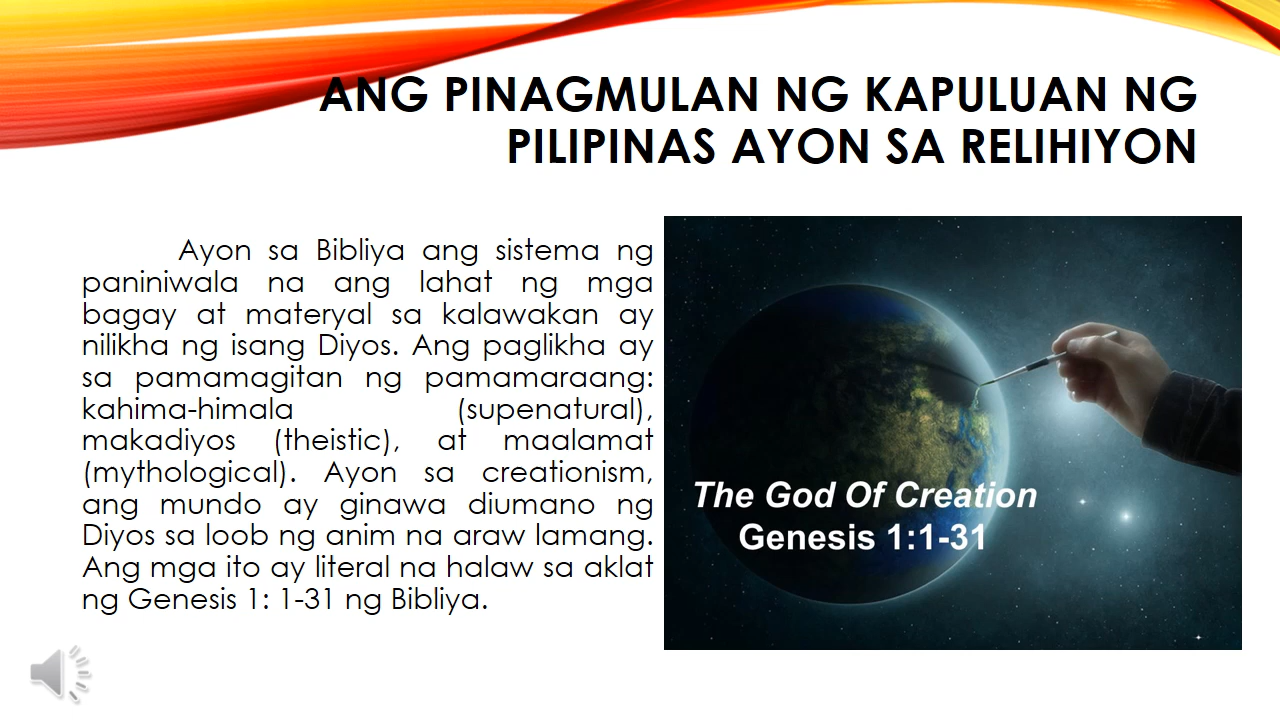 ANG PINAGMULAN NG KAPULUAN NG
PILIPINAS AYON SA RELIHIYON
Ayon sa Bibliya ang sistema ng
paniniwala na ang lahat ng mga
bagay at materyal sa kalawakan ay
nilikha ng isang Diyos. Ang paglikha ay
sa pamamagitan ng pamamaraang:
kahima-himala (supenatural),
makadiyos (theistic), at maalamat
(mythological). Ayon sa creationism,
ang mundo ay ginawa diumano ng
Diyos sa loob ng anim na araw lamang.
Ang mga ito ay literal na halaw sa aklat
ng Genesis 1: 1-31 ng Bibliya.
The God Of Creation
Genesis 1:1-31